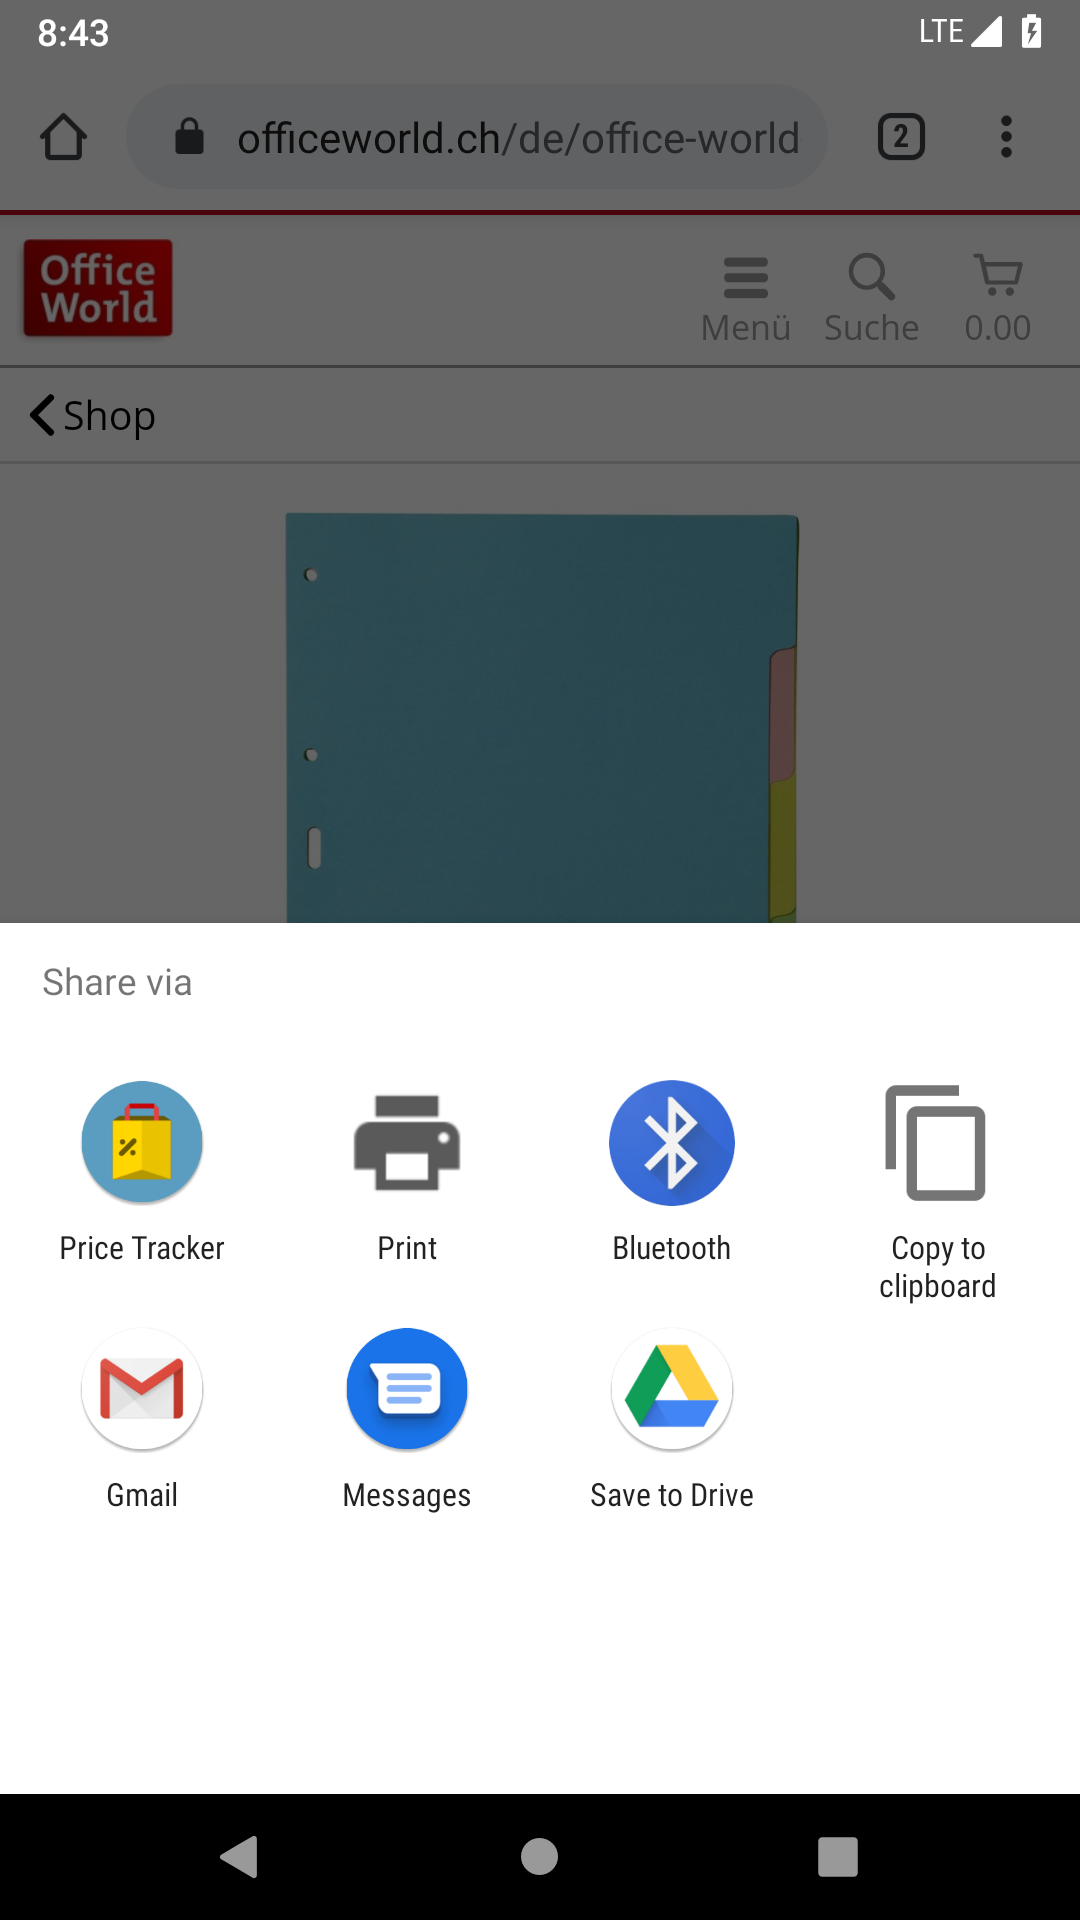 8:43
LTE
officeworld.ch/de/office-world
2
Office
World
Menü
Suche
0.00
Shop
Share via
Price Tracker
Print
Bluetooth
Copy to
clipboard
Gmail
Messages
Save to Drive